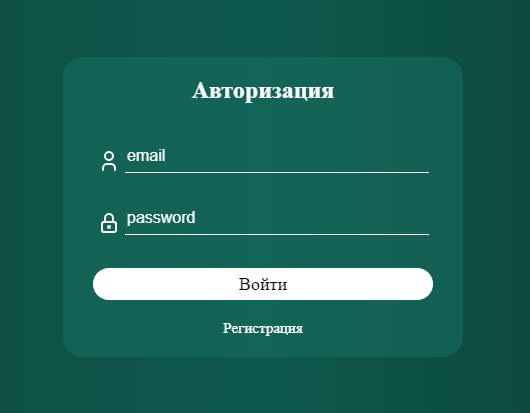 Авторизация
email
password
Войти
Регистрация